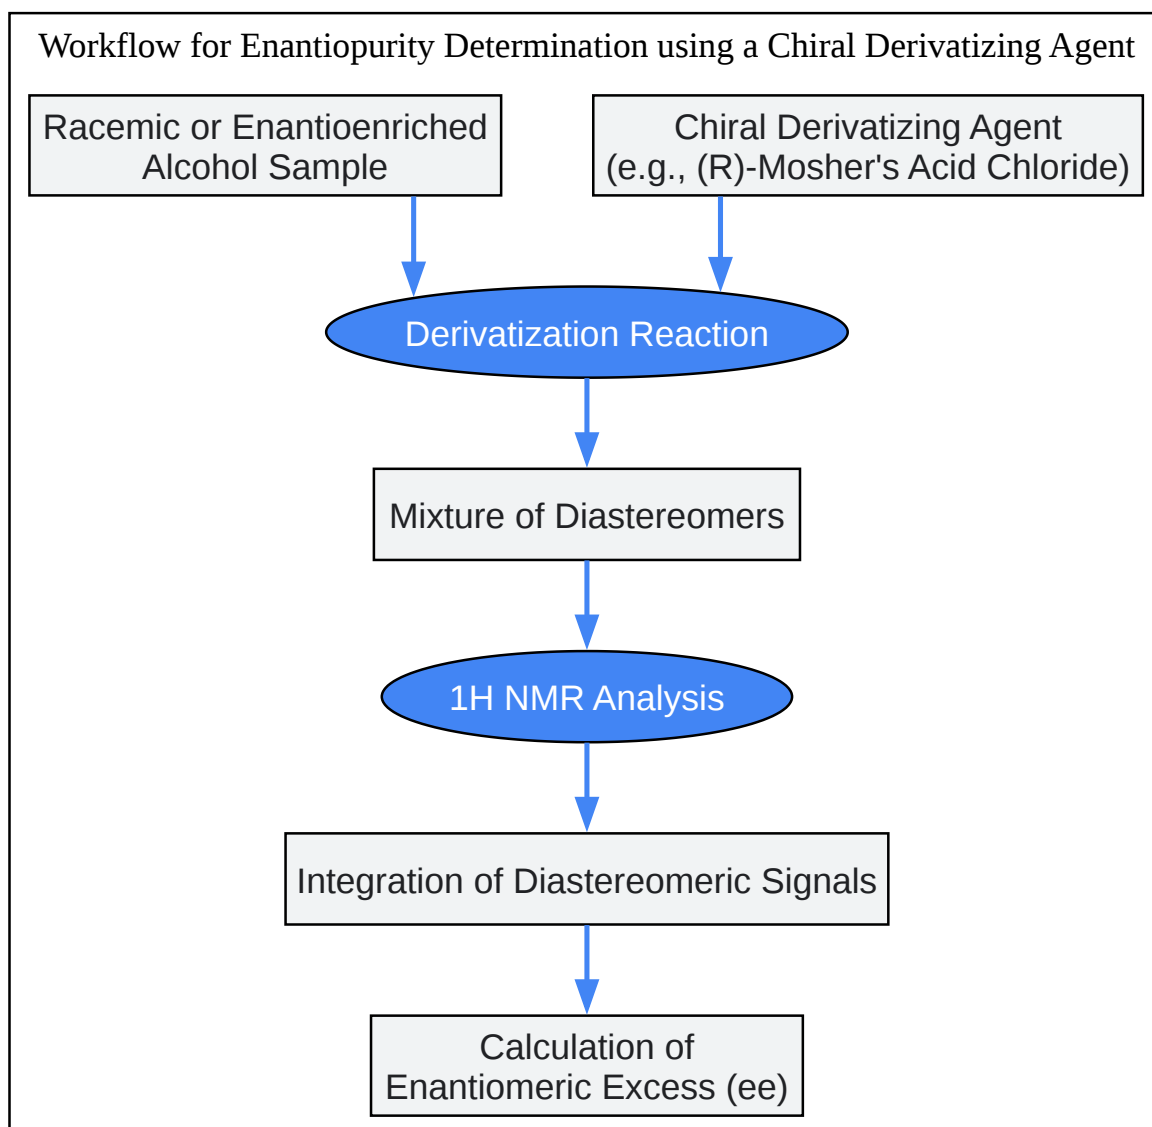 Workflow for Enantiopurity Determination using a Chiral Derivatizing Agent
Racemic or Enantioenriched
Alcohol Sample
Chiral Derivatizing Agent
(e.g., (R)-Mosher's Acid Chloride)
Derivatization Reaction
Mixture of Diastereomers
1H NMR Analysis
Integration of Diastereomeric Signals
Calculation of
Enantiomeric Excess (ee)